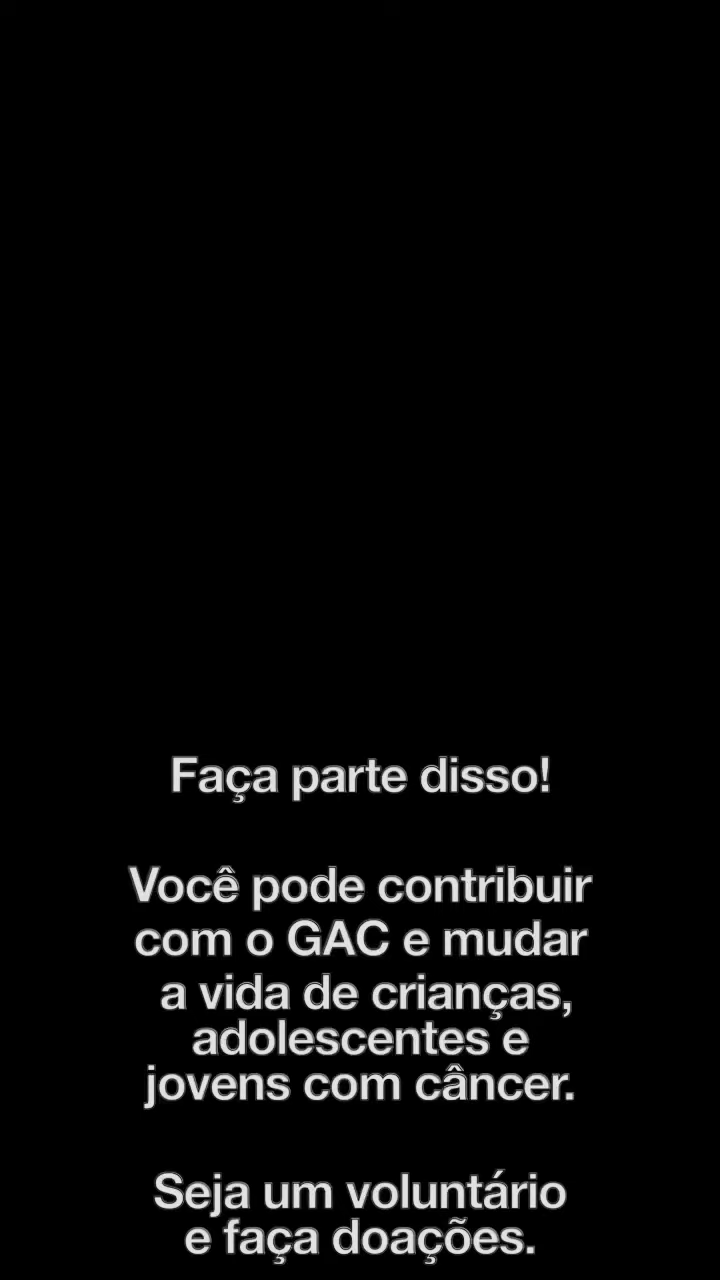 Faça parte disso!
Você pode contribuir
com o GAC e mudar
a vida de crianças,
adolescentes e
jovens com câncer.
Seja um voluntário
e faça doações.